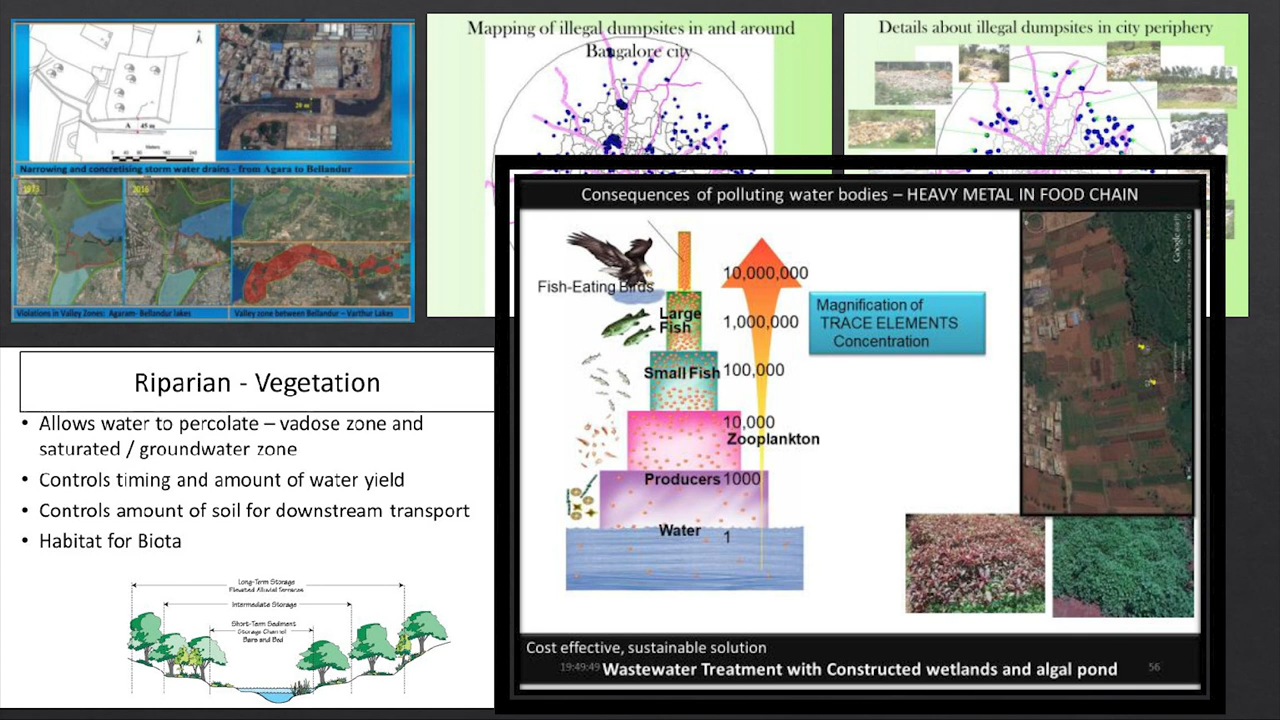 A 45 m
Meters
20 m
Narrowing and concretising storm water drains - from Agara to Bellandur
1973
2016
Violations in Valley Zones: Agaram- Bellandur lakes
Valley zone between Bellandur – Varthur Lakes
Mapping of illegal dumpsites in and around
Bangalore city
Details about illegal dumpsites in city periphery
Riparian - Vegetation
• Allows water to percolate – vadose zone and
saturated / groundwater zone
• Controls timing and amount of water yield
• Controls amount of soil for downstream transport
• Habitat for Biota
Long-Term Storage
Elevated Alluvial Terraces
Intermediate Storage
Short-Term Sediment
Storage Channel
Bars and Bed
Consequences of polluting water bodies – HEAVY METAL IN FOOD CHAIN
Fish-Eating Birds
10,000,000
Large
Fish
1,000,000
Small Fish
100,000
10,000
Zooplankton
Producers
1000
Water
1
Magnification of
TRACE ELEMENTS
Concentration
Google
Cost effective, sustainable solution
19:49:49
Wastewater Treatment with Constructed wetlands and algal pond
56